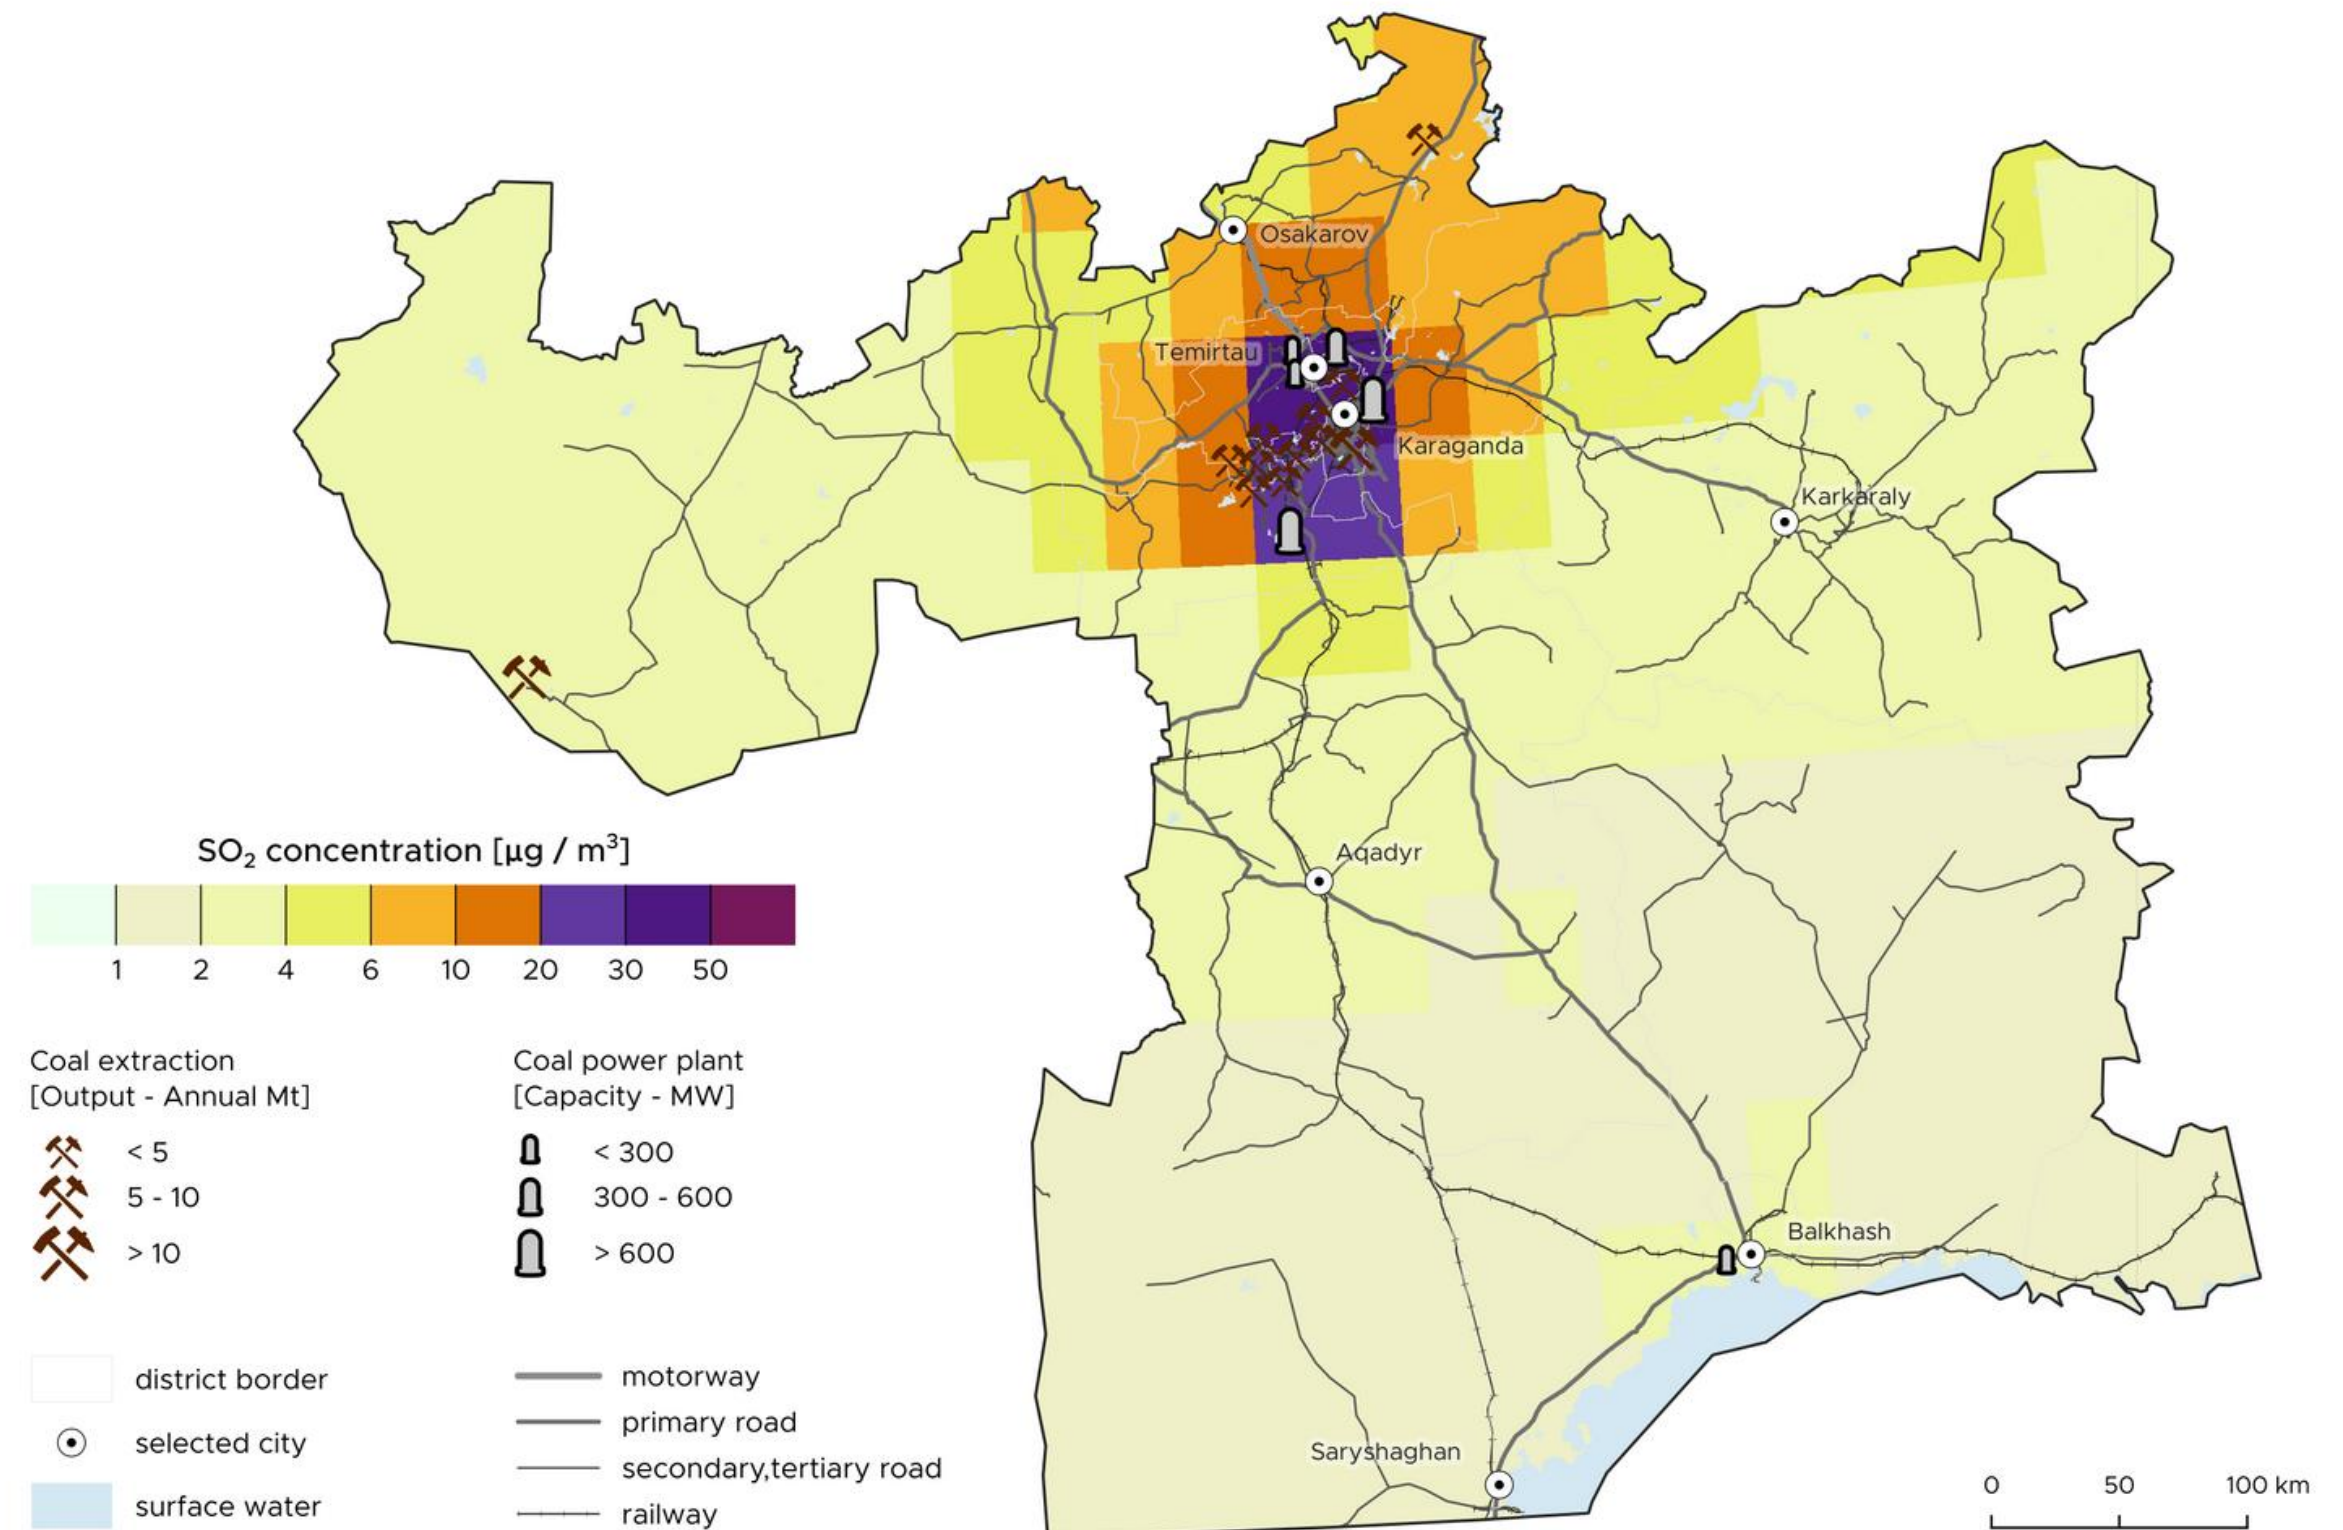 Osakarov
Temirtau
Karaganda
Karkaraly
SO₂ concentration [µg / m³]
Aqadyr
1 2 4 6 10 20 30 50
Coal extraction
[Output - Annual Mt]
< 5
5 - 10
> 10
Coal power plant
[Capacity - MW]
< 300
300 - 600
> 600
Balkhash
district border
selected city
surface water
motorway
primary road
secondary,tertiary road
railway
Saryshaghan
0 50 100 km